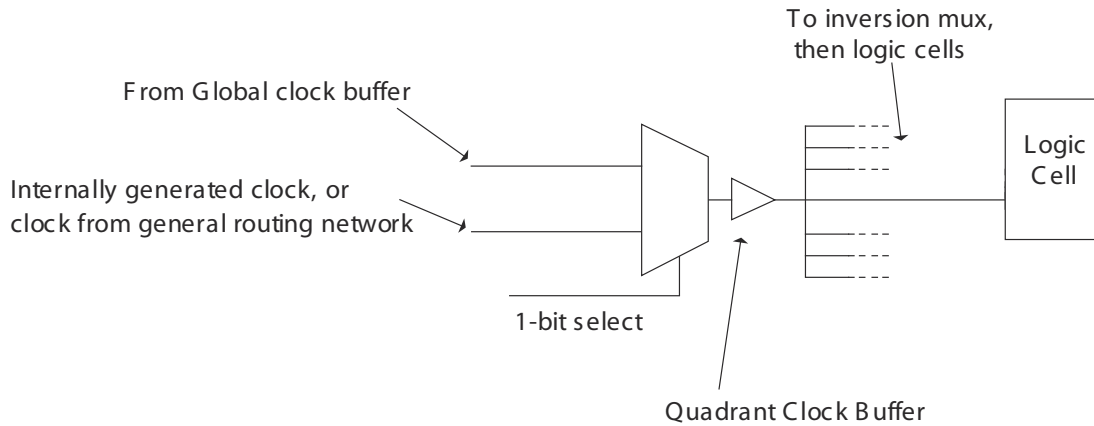 To inversion mux,
then logic cells
From Global clock buffer
Logic
Cell
Internally generated clock, or
clock from general routing network
1-bit select
Quadrant Clock Buffer